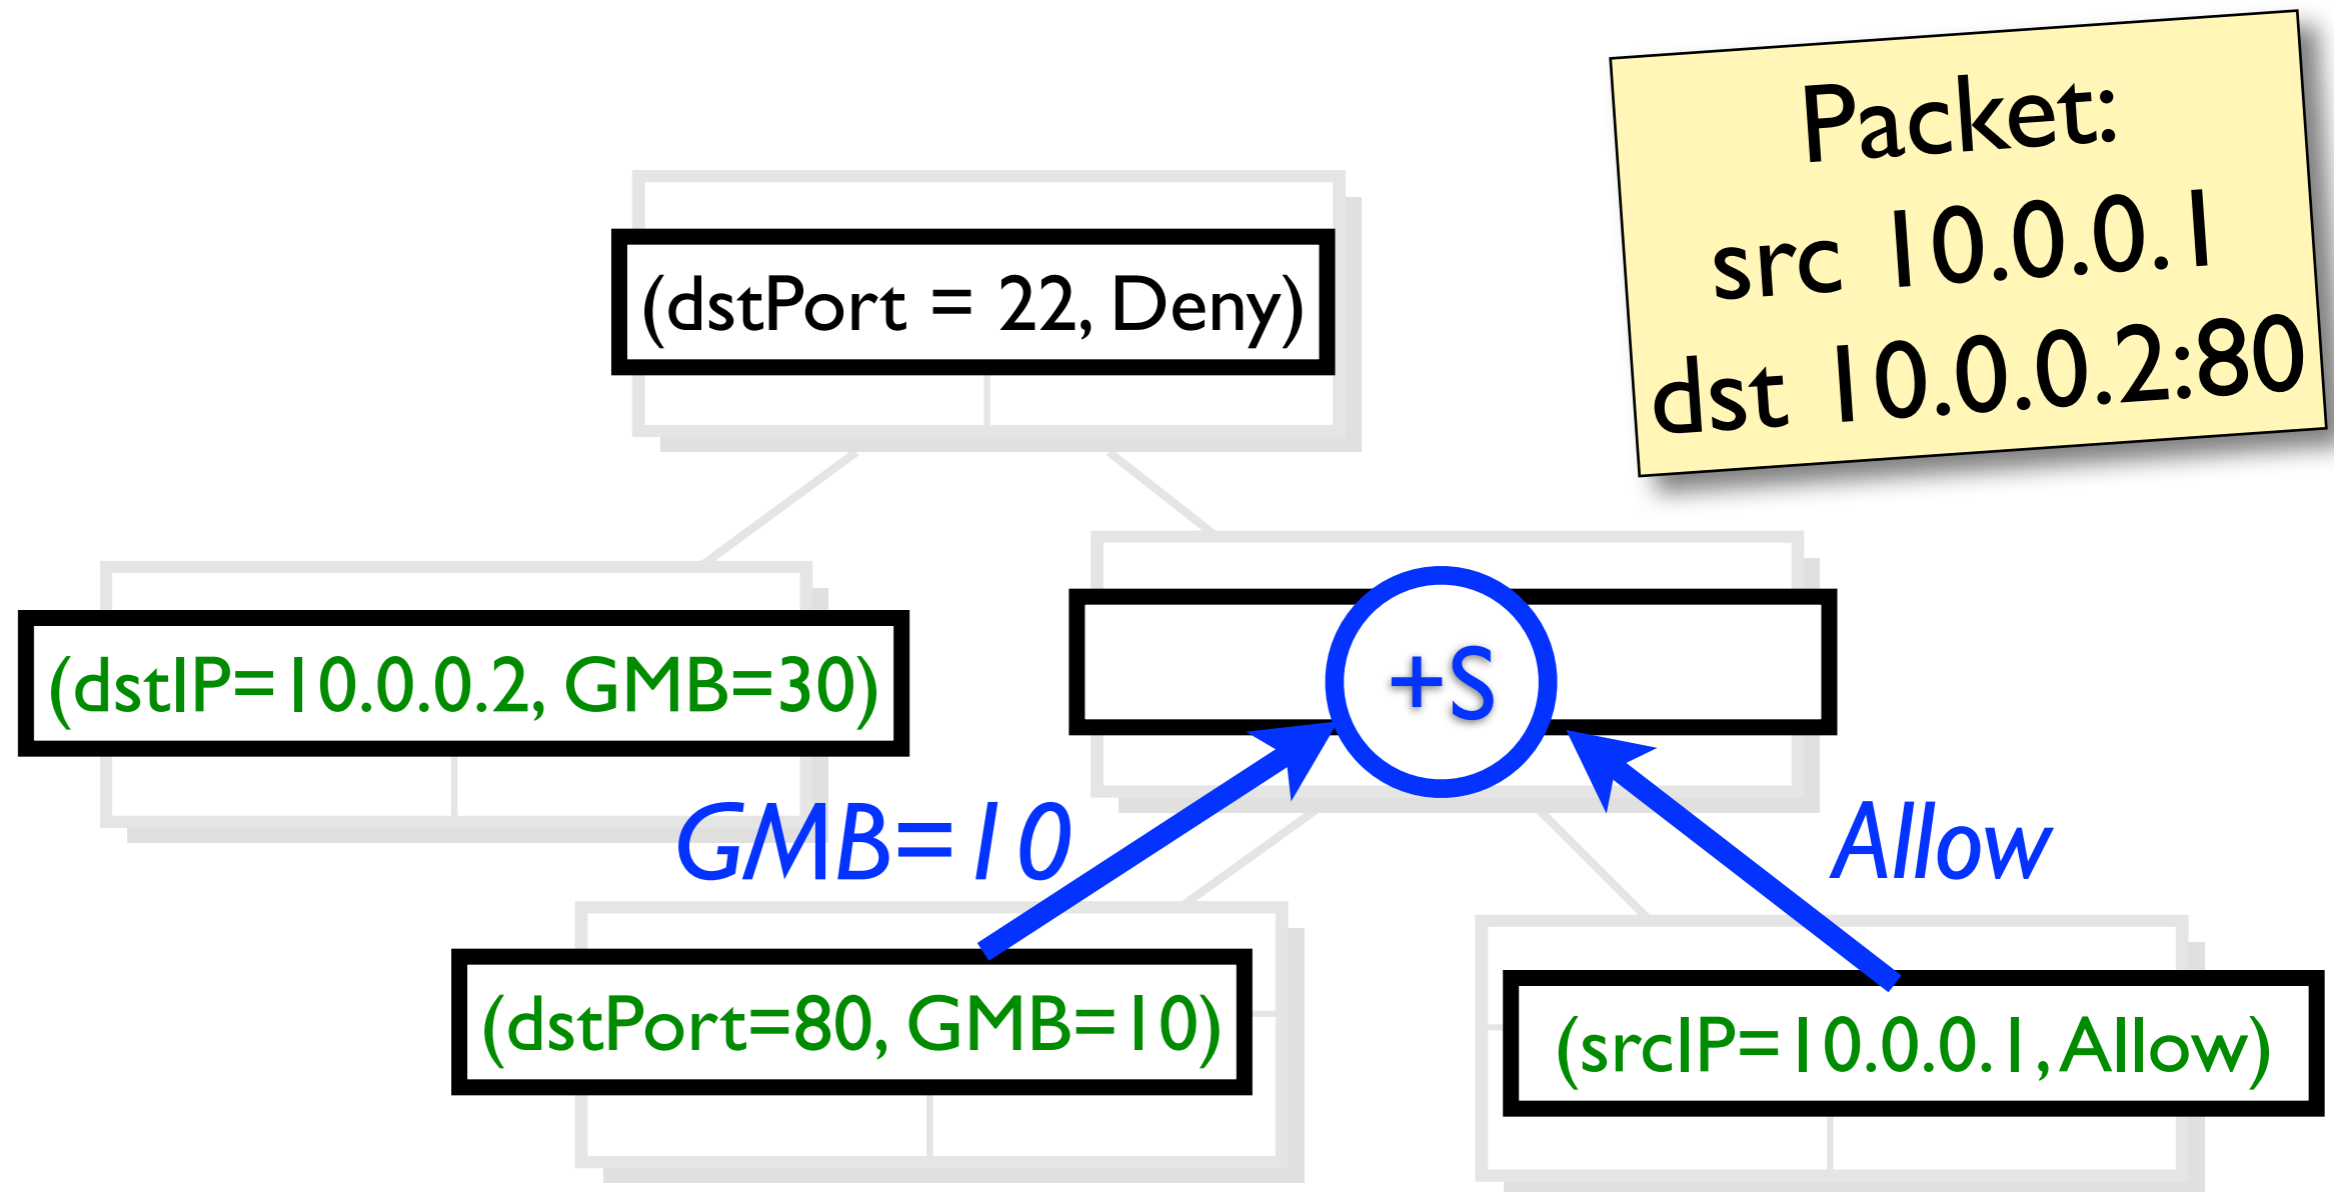 Packet:
src 10.0.0.1
dst 10.0.0.2:80
(dstPort = 22, Deny)
(dstIP=10.0.0.2, GMB=30)
+S
GMB=10
Allow
(dstPort=80, GMB=10)
(srcIP=10.0.0.1, Allow)